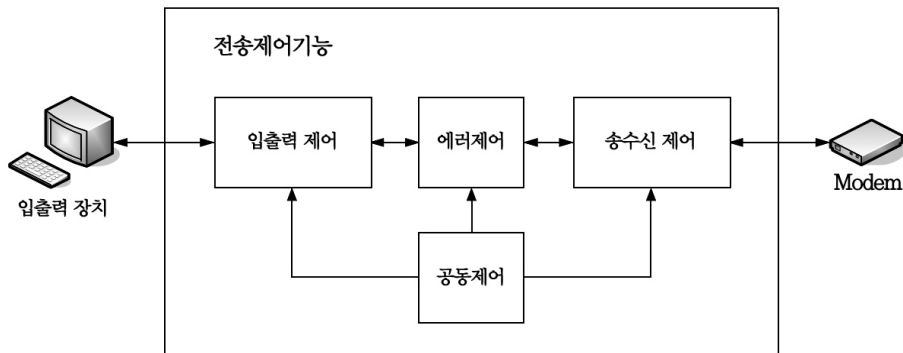 전송제어기능
입출력 제어
에러제어
송수신 제어
입출력 장치
Modem
공동제어